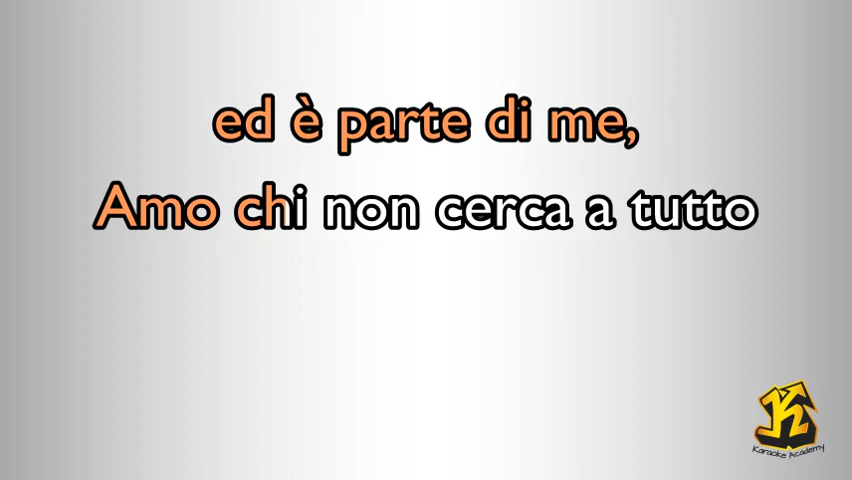 ed è parte di me,
Amo chi non cerca a tutto
K
Karaoke Academy